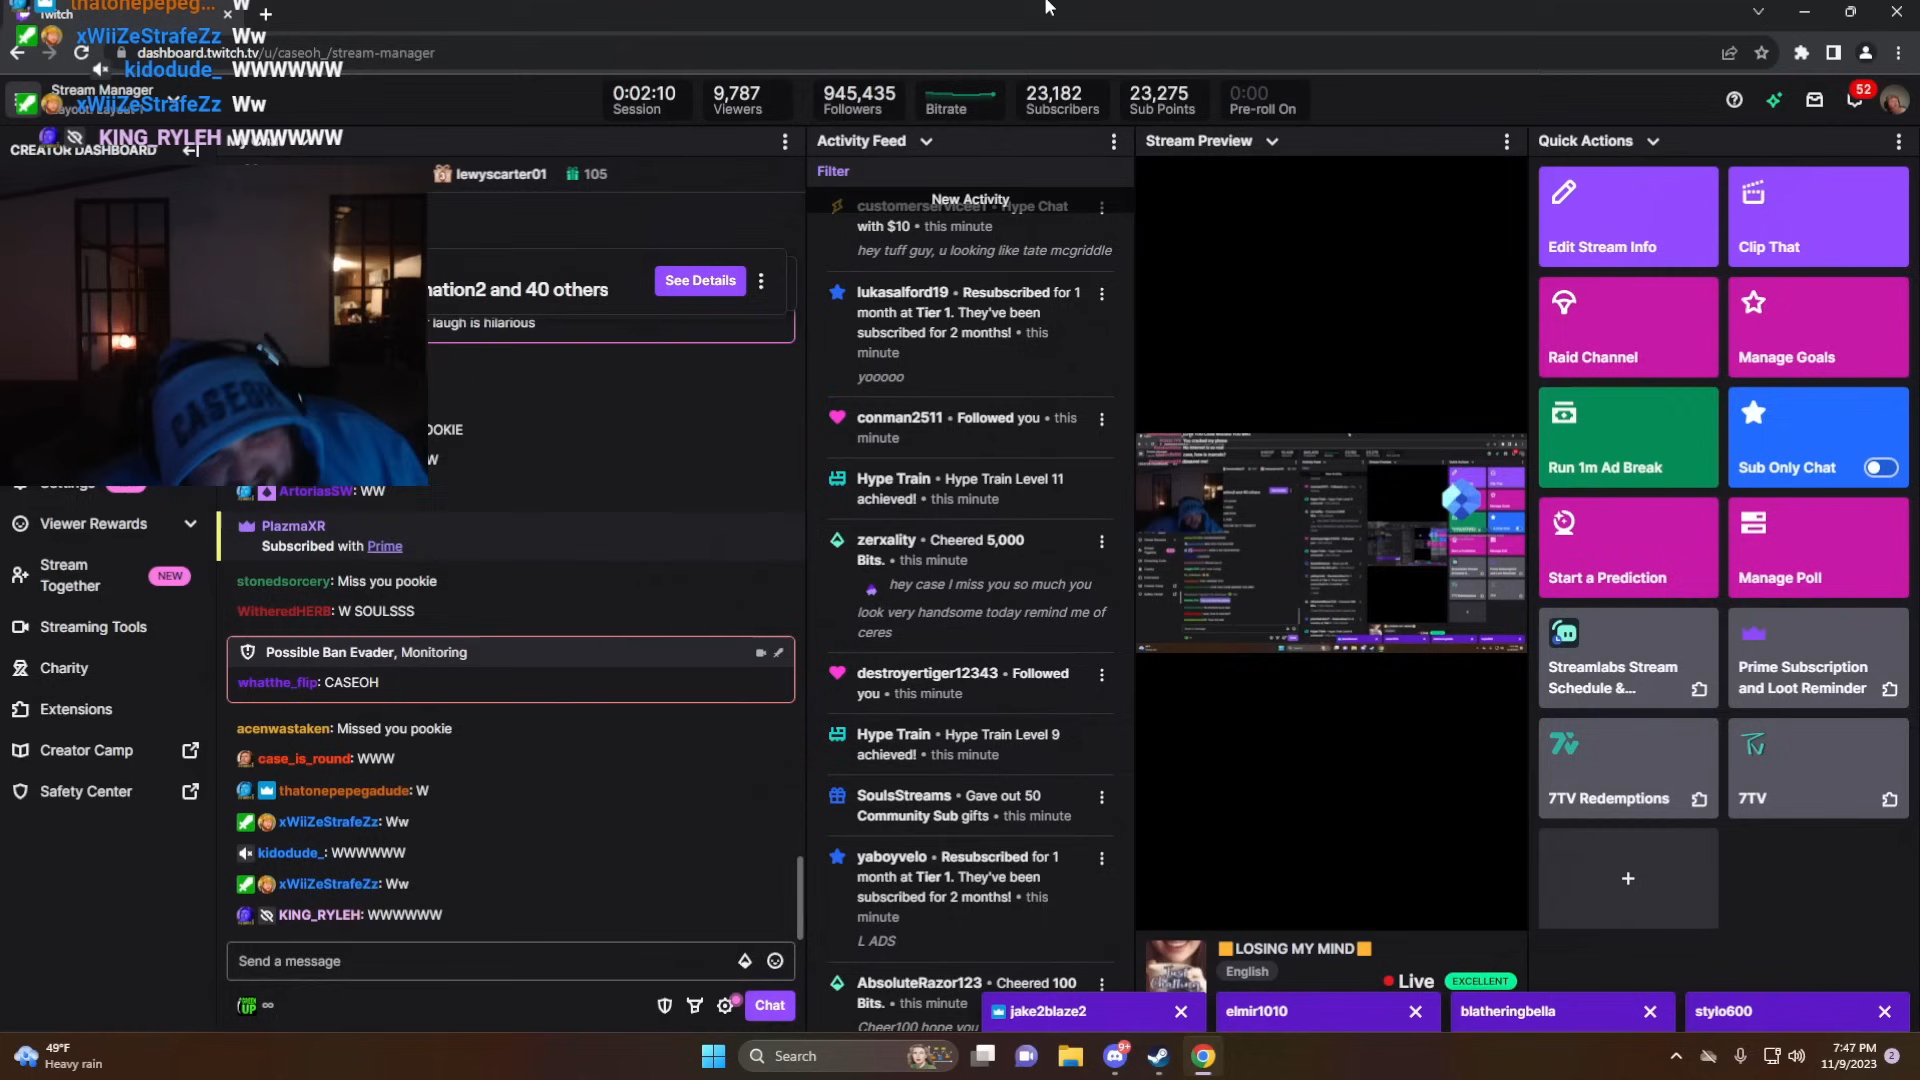 thatonepepeg... W
Twitch
xWiiZeStrafeZz Ww
dashboard.twitch.tv/u/caseoh_/stream-manager
kidodude_ WWWWWW
Stream Manager
xWiiZeStrafeZz Ww
KING_RYLEH WWWWWW
CREATOR DASHBOARD
0:02:10
Session
9,787
Viewers
945,435
Followers
Bitrate
23,182
Subscribers
23,275
Sub Points
0:00
Pre-roll On
52
lewyscarter01 105
nation2 and 40 others
See Details
r laugh is hilarious
CASEOH
OOKIE
W
ArtoriasSW: WW
PlazmaXR
Subscribed with Prime
stonedsorcery: Miss you pookie
WitheredHERB: W SOULSSS
Possible Ban Evader, Monitoring
whatthe_flip: CASEOH
acenwastaken: Missed you pookie
case_is_round: WWW
thatonepepegadude: W
xWiiZeStrafeZz: Ww
kidodude_: WWWWWW
xWiiZeStrafeZz: Ww
KING_RYLEH: WWWWWW
Send a message
∞
Chat
Settings
Viewer Rewards
Stream
Together
NEW
Streaming Tools
Charity
Extensions
Creator Camp
Safety Center
Activity Feed
Filter
New Activity
customerservicee1 • Hype Chat
with $10 • this minute
hey tuff guy, u looking like tate mcgriddle
lukasalford19 • Resubscribed for 1
month at Tier 1. They've been
subscribed for 2 months! • this
minute
yooooo
conman2511 • Followed you • this
minute
Hype Train • Hype Train Level 11
achieved! • this minute
zerxality • Cheered 5,000
Bits. • this minute
hey case I miss you so much you
look very handsome today remind me of
ceres
destroyertiger12343 • Followed
you • this minute
Hype Train • Hype Train Level 9
achieved! • this minute
SoulsStreams • Gave out 50
Community Sub gifts • this minute
yaboyvelo • Resubscribed for 1
month at Tier 1. They've been
subscribed for 2 months! • this
minute
L ADS
AbsoluteRazor123 • Cheered 100
Bits. • this minute
Cheer100 hope you
Stream Preview
LOSING MY MIND
English
Live
EXCELLENT
Quick Actions
Edit Stream Info
Clip That
Raid Channel
Manage Goals
Run 1m Ad Break
Sub Only Chat
Start a Prediction
Manage Poll
Streamlabs Stream
Schedule &...
Prime Subscription
and Loot Reminder
7TV Redemptions
7TV
+
jake2blaze2
elmir1010
blatheringbella
stylo600
49°F
Heavy rain
Search
9+
7:47 PM
11/9/2023
2